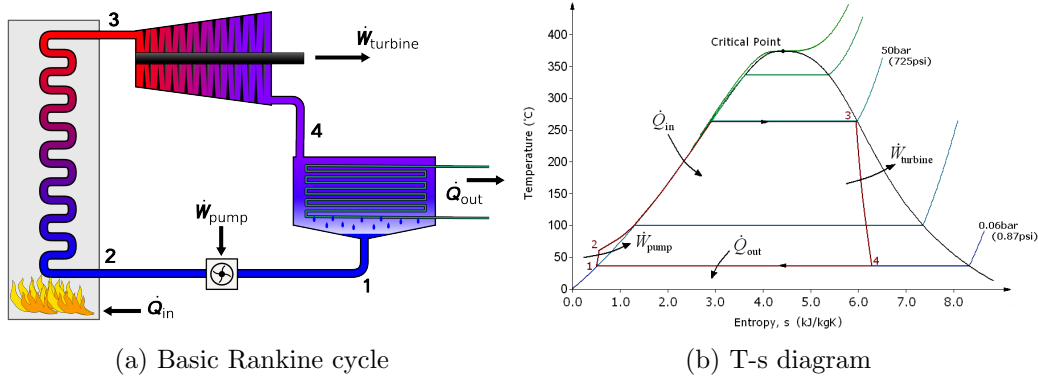 3
Ẇturbine
4
Q̇out
Ẇpump
2
1
Q̇in
(a) Basic Rankine cycle
400
350
300
250
200
150
100
50
0
Temperature (℃)
Critical Point
50bar
(725psi)
3
Q̇in
Ẇturbine
2
Ẇpump
0.06bar
(0.87psi)
Q̇out
1
4
0.0 1.0 2.0 3.0 4.0 5.0 6.0 7.0 8.0
Entropy, s (kJ/kgK)
(b) T-s diagram